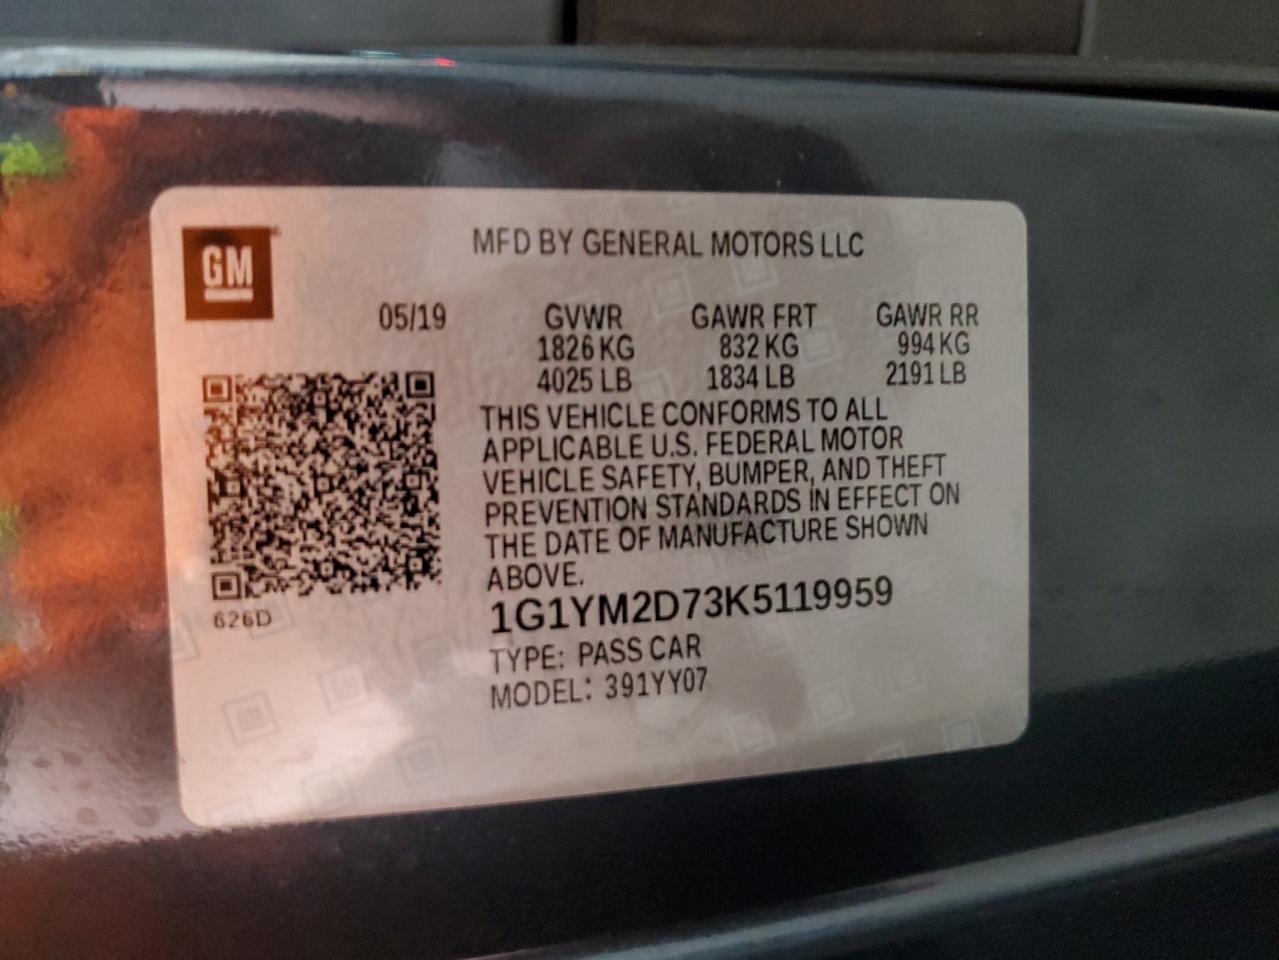 GM
MFD BY GENERAL MOTORS LLC
05/19 GVWR GAWR FRT GAWR RR
1826 KG 832 KG 994 KG
4025 LB 1834 LB 2191 LB
THIS VEHICLE CONFORMS TO ALL
APPLICABLE U.S. FEDERAL MOTOR
VEHICLE SAFETY, BUMPER, AND THEFT
PREVENTION STANDARDS IN EFFECT ON
THE DATE OF MANUFACTURE SHOWN
ABOVE.
626D
1G1YM2D73K5119959
TYPE: PASS CAR
MODEL: 391YY07